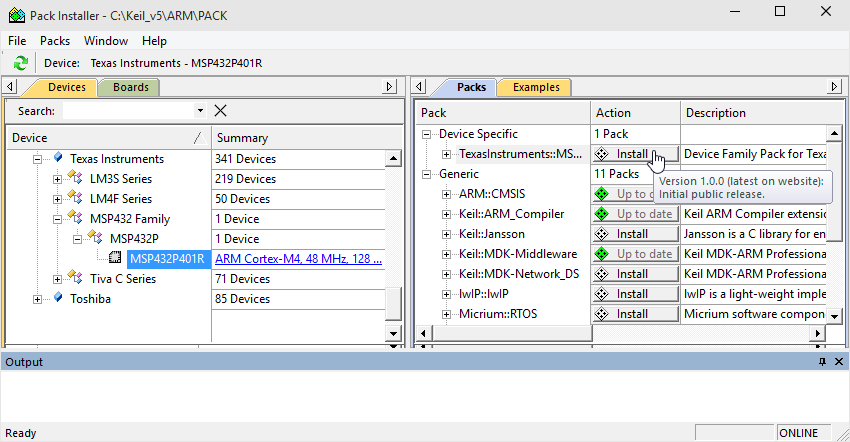 Pack Installer - C:\Keil_v5\ARM\PACK
File Packs Window Help
Device: Texas Instruments - MSP432P401R
Devices Boards
Search:
Device Summary
Texas Instruments 341 Devices
LM3S Series 219 Devices
LM4F Series 50 Devices
MSP432 Family 1 Device
MSP432P 1 Device
MSP432P401R ARM Cortex-M4, 48 MHz, 128 ...
Tiva C Series 71 Devices
Toshiba 85 Devices
Packs Examples
Pack Action Description
Device Specific 1 Pack
TexasInstruments::MS... Install Device Family Pack for Texa
Generic 11 Packs
Version 1.0.0 (latest on website):
Initial public release.
ARM::CMSIS Up to d
Keil::ARM_Compiler Up to date Keil ARM Compiler extensio
Keil::Jansson Install Jansson is a C library for en
Keil::MDK-Middleware Up to date Keil MDK-ARM Professiona
Keil::MDK-Network_DS Install Keil MDK-ARM Professiona
lwIP::lwIP Install lwIP is a light-weight imple
Micrium::RTOS Install Micrium software compon
Output
Ready ONLINE